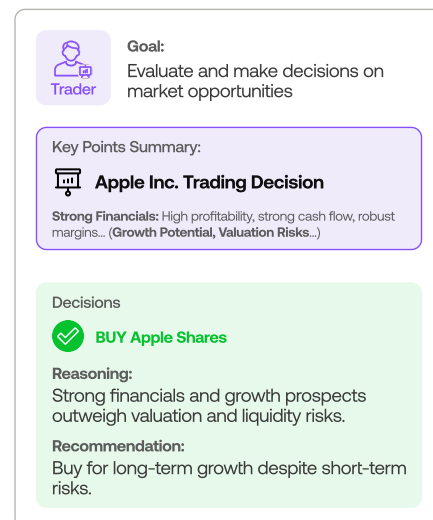 Trader
Goal:
Evaluate and make decisions on
market opportunities
Key Points Summary:
Apple Inc. Trading Decision
Strong Financials: High profitability, strong cash flow, robust
margins... (Growth Potential, Valuation Risks...)
Decisions
BUY Apple Shares
Reasoning:
Strong financials and growth prospects
outweigh valuation and liquidity risks.
Recommendation:
Buy for long-term growth despite short-term
risks.